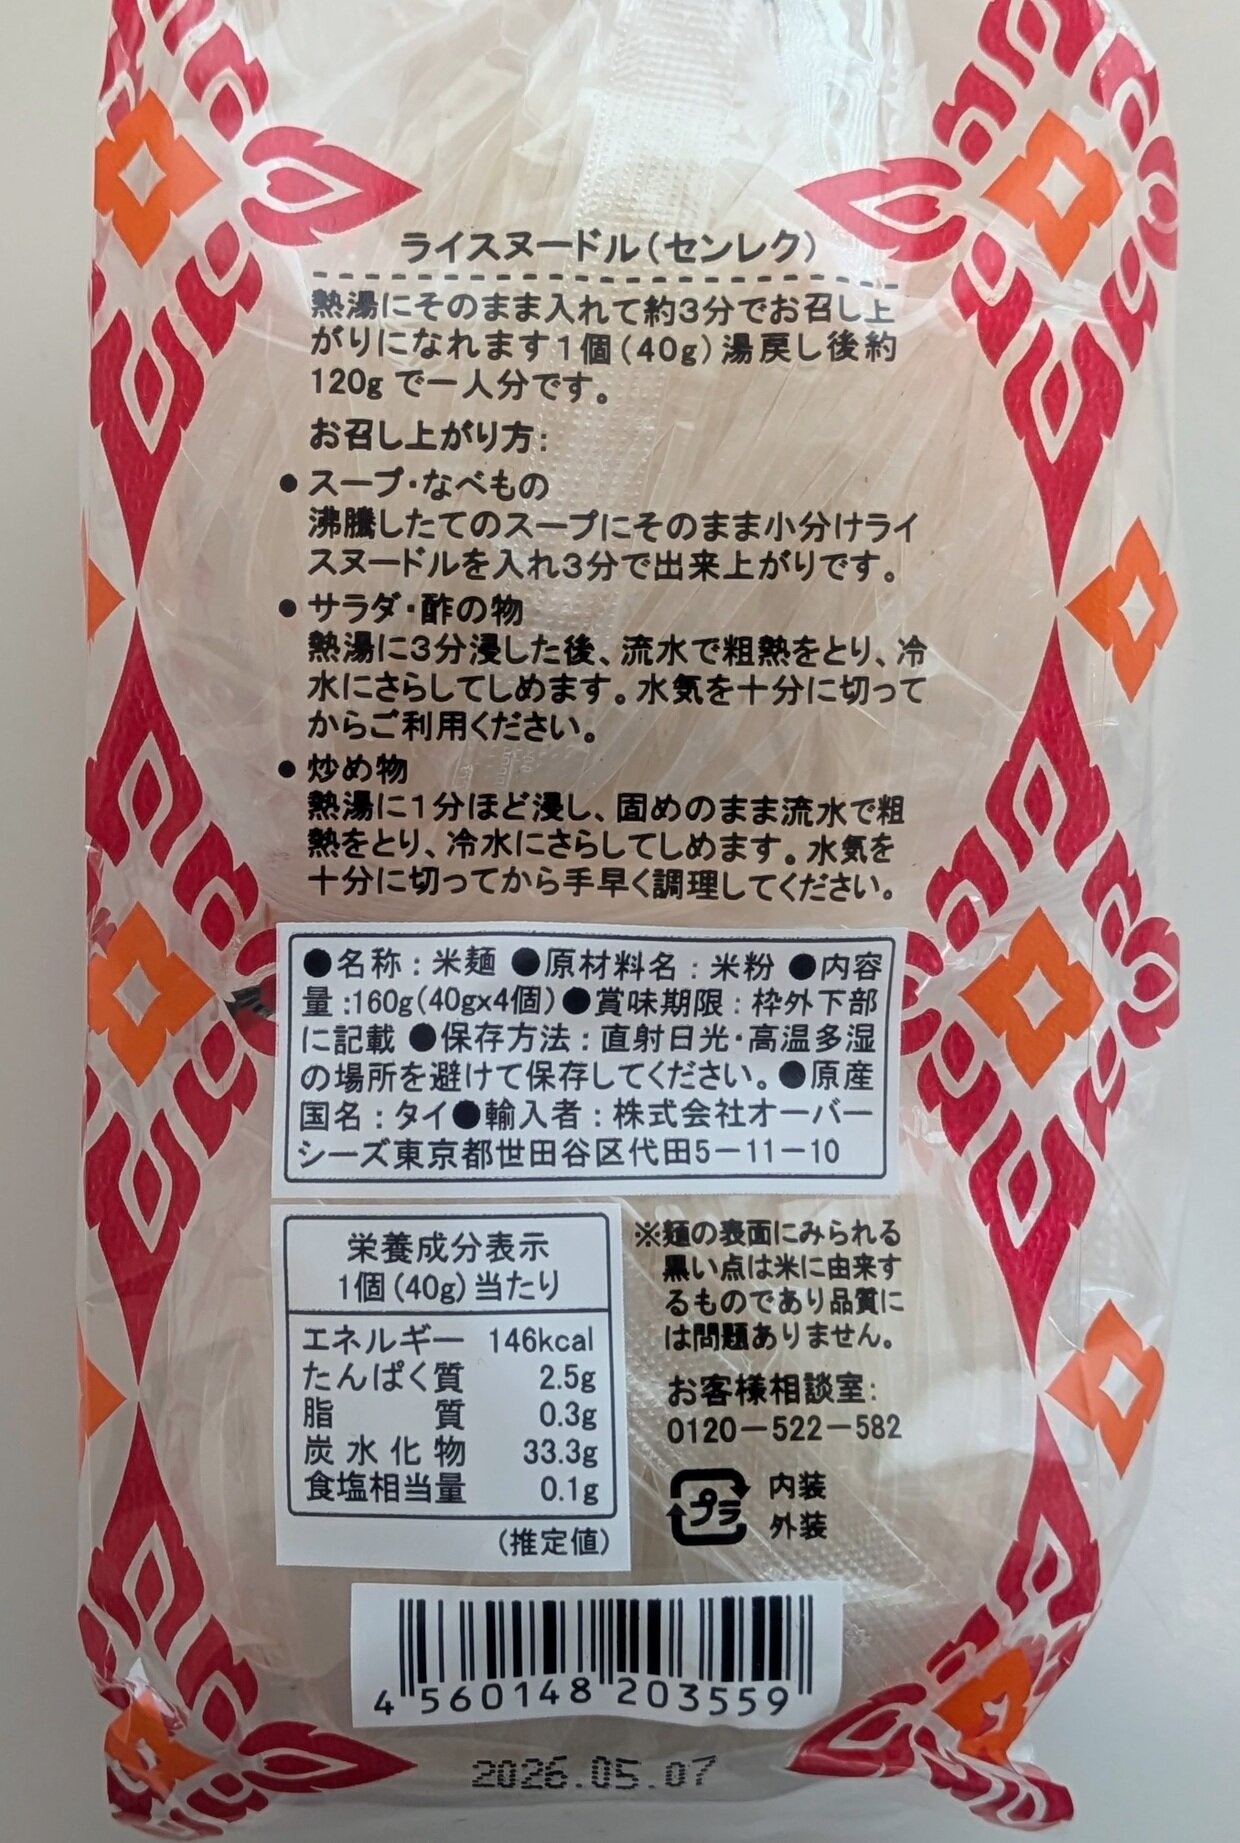 ライスヌードル(センレク)
熱湯にそのまま入れて約3分でお召し上
がりになれます1個(40g)湯戻し後約
120gで一人分です。
お召し上がり方:
●スープ・なべもの
沸騰したてのスープにそのまま小分けライ
スヌードルを入れ3分で出来上がりです。
●サラダ・酢の物
熱湯に3分浸した後、流水で粗熱をとり、冷
水にさらしてしめます。水気を十分に切って
からご利用ください。
●炒め物
熱湯に1分ほど浸し、固めのまま流水で粗
熱をとり、冷水にさらしてしめます。水気を
十分に切ってから手早く調理してください。
●名称:米麺 ●原材料名:米粉 ●内容
量:160g(40gx4個)●賞味期限:枠外下部
に記載 ●保存方法:直射日光・高温多湿
の場所を避けて保存してください。●原産
国名:タイ●輸入者:株式会社オーバー
シーズ東京都世田谷区代田5-11-10
栄養成分表示
1個(40g)当たり
エネルギー 146kcal
たんぱく質 2.5g
脂質 0.3g
炭水化物 33.3g
食塩相当量 0.1g
(推定値)
※麺の表面にみられる
黒い点は米に由来す
るものであり品質に
は問題ありません。
お客様相談室:
0120-522-582
プラ 内装
外装
4 560148 203559
2026.05.07